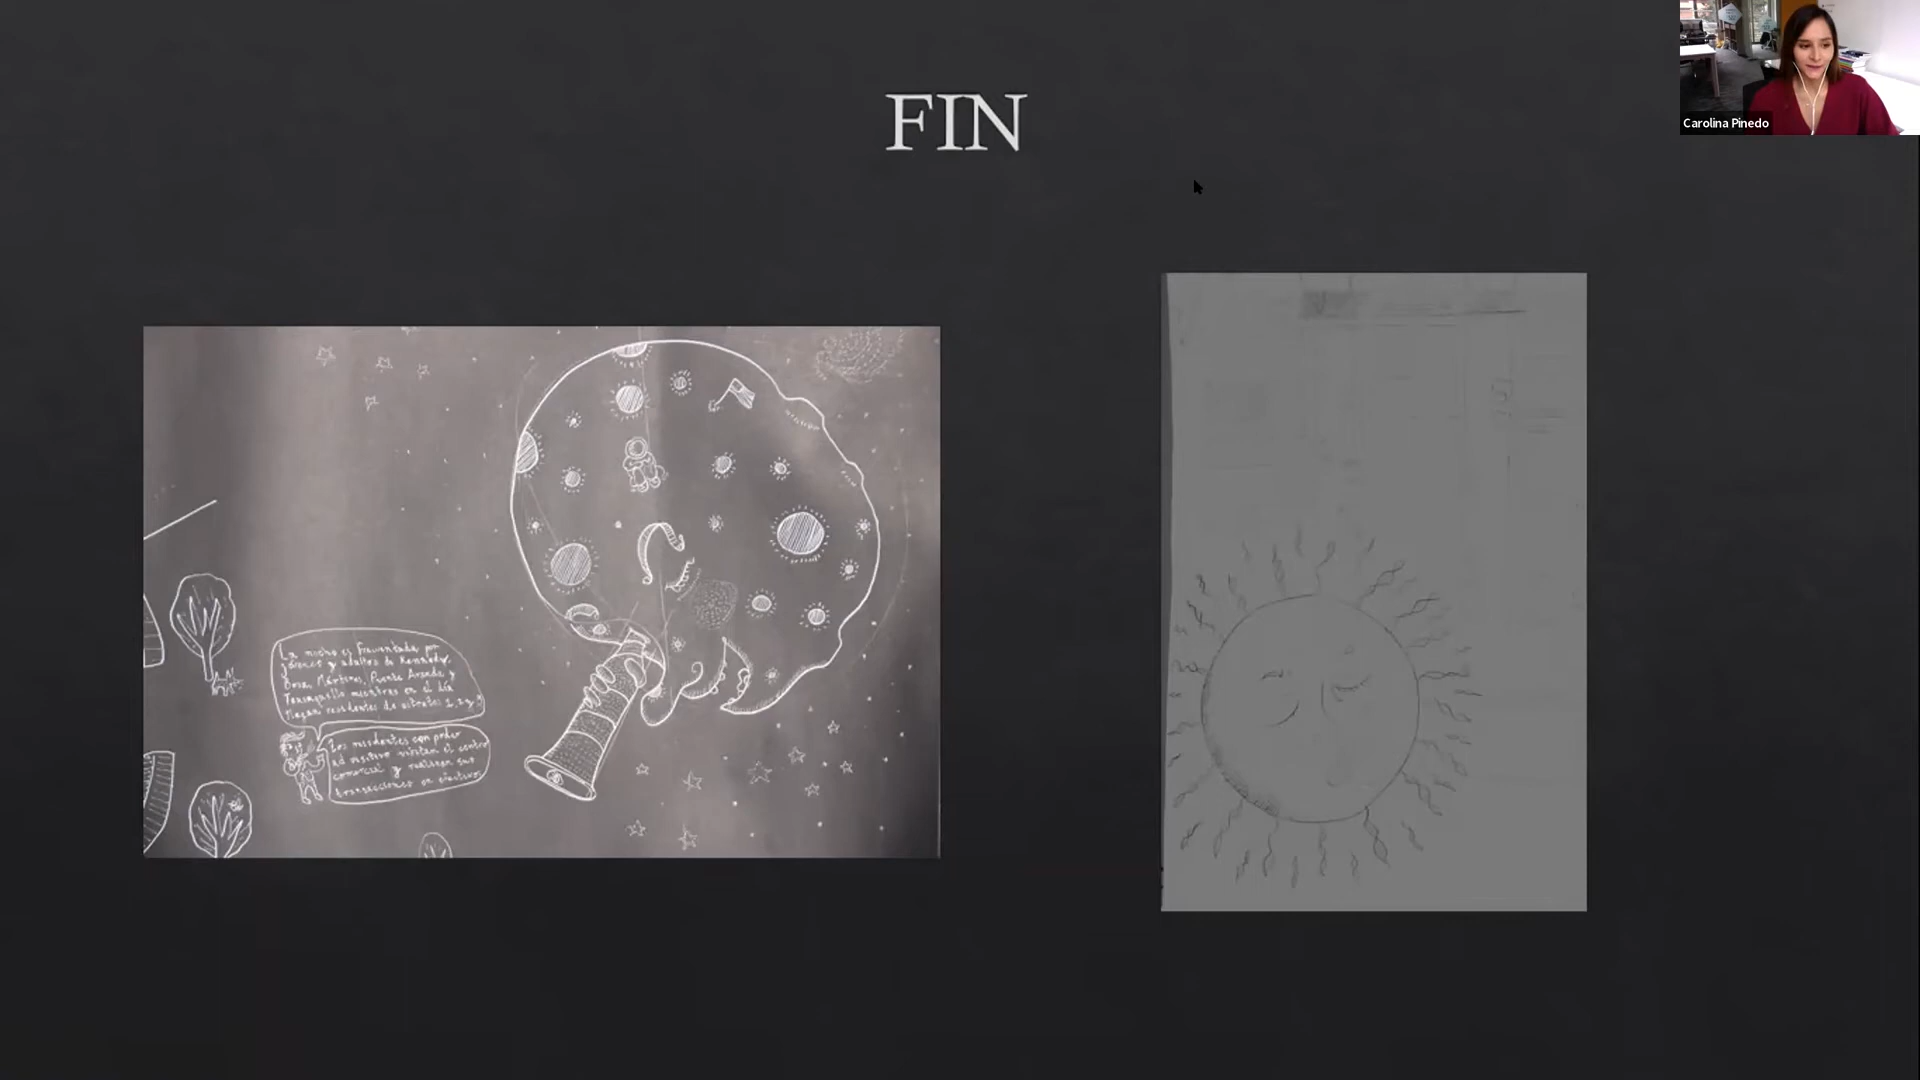 FIN
Carolina Pinedo
La noche es frecuentada por
jóvenes y adultos de Kennedy,
Bosa, Mártires, Puente Aranda y
Teusaquillo mientras en el día
llegan residentes de estratos 1, 2 y 3
Los residentes con poder
adquisitivo visitan el centro
comercial y realizan sus
transacciones en efectivo